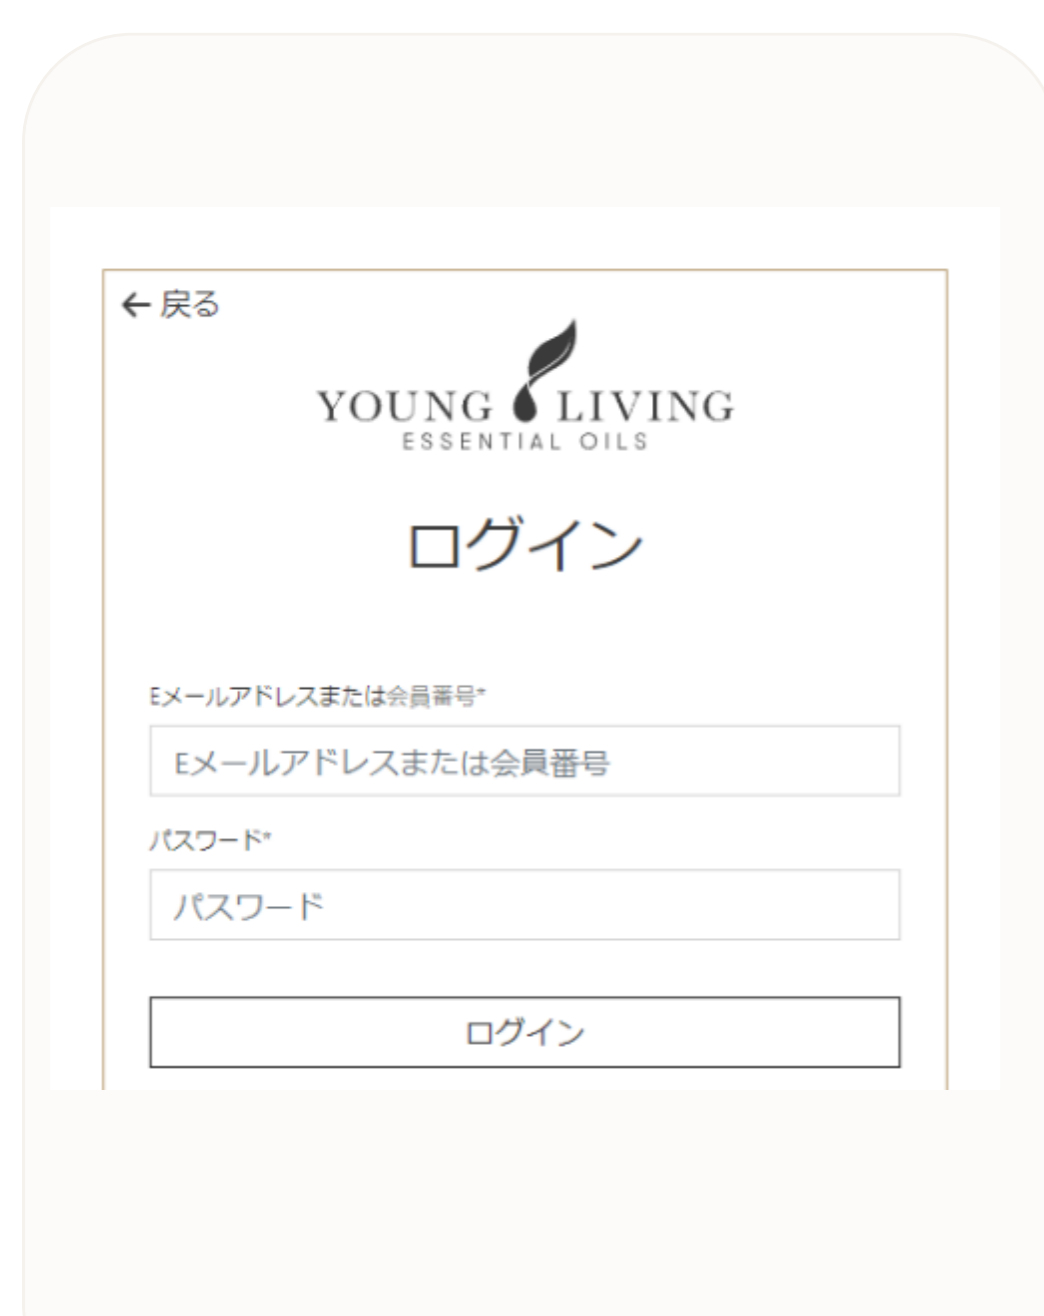 ← 戻る
YOUNG LIVING
ESSENTIAL OILS
ログイン
Eメールアドレスまたは会員番号*
Eメールアドレスまたは会員番号
パスワード*
パスワード
ログイン